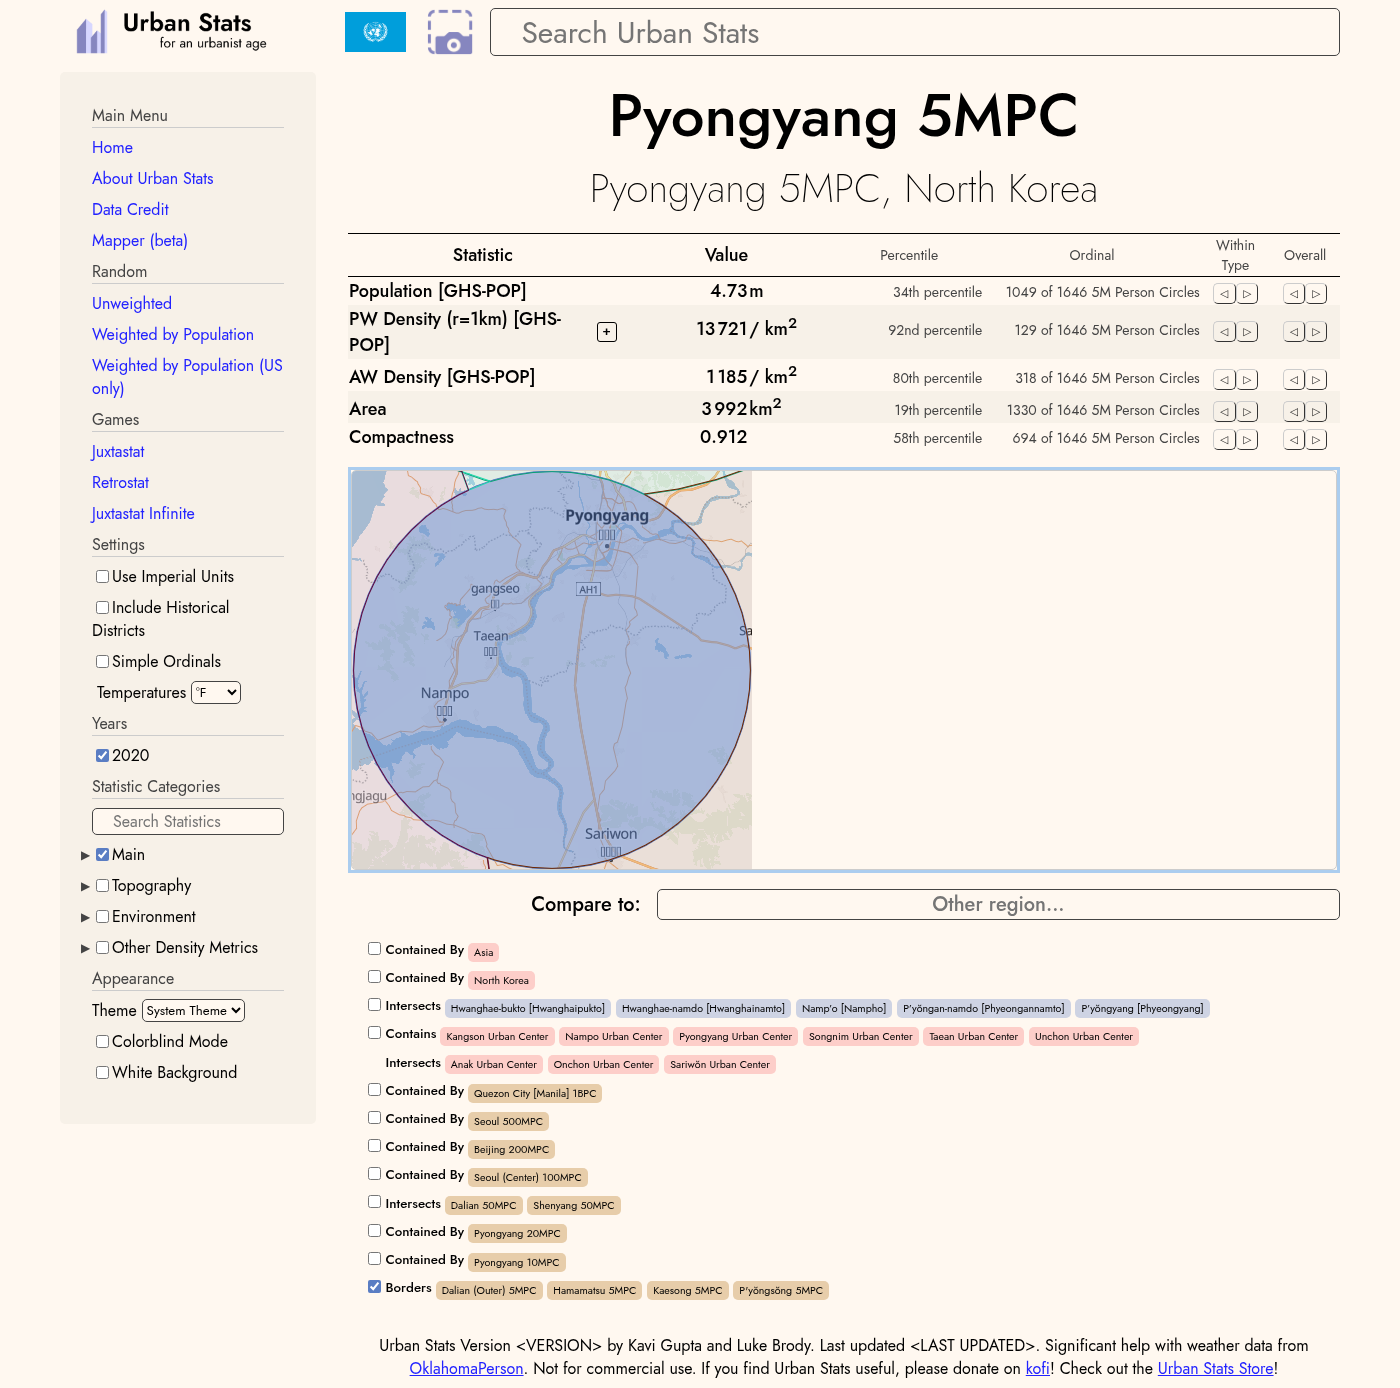 Urban Stats
for an urbanist age
Search Urban Stats
Main Menu
Home
About Urban Stats
Data Credit
Mapper (beta)
Random
Unweighted
Weighted by Population
Weighted by Population (US
only)
Games
Juxtastat
Retrostat
Juxtastat Infinite
Settings
Use Imperial Units
Include Historical
Districts
Simple Ordinals
Temperatures °F
Years
2020
Statistic Categories
Search Statistics
Main
Topography
Environment
Other Density Metrics
Appearance
Theme System Theme
Colorblind Mode
White Background
Pyongyang 5MPC
Pyongyang 5MPC, North Korea
Statistic Value Percentile Ordinal Within Type Overall
Population [GHS-POP] 4.73 m 34th percentile 1049 of 1646 5M Person Circles
PW Density (r=1km) [GHS-
POP] + 13 721 / km2 92nd percentile 129 of 1646 5M Person Circles
AW Density [GHS-POP] 1 185 / km2 80th percentile 318 of 1646 5M Person Circles
Area 3 992 km2 19th percentile 1330 of 1646 5M Person Circles
Compactness 0.912 58th percentile 694 of 1646 5M Person Circles
Pyongyang
gangseo
AH1
Taean
Sa
Nampo
ngjagu
Sariwon
Compare to: Other region...
Contained By Asia
Contained By North Korea
Intersects Hwanghae-bukto [Hwanghaipukto] Hwanghae-namdo [Hwanghainamto] Namp'o [Nampho] P'yŏngan-namdo [Phyeongannamto] P'yŏngyang [Phyeongyang]
Contains Kangson Urban Center Nampo Urban Center Pyongyang Urban Center Songnim Urban Center Taean Urban Center Unchon Urban Center
Intersects Anak Urban Center Onchon Urban Center Sariwŏn Urban Center
Contained By Quezon City [Manila] 1BPC
Contained By Seoul 500MPC
Contained By Beijing 200MPC
Contained By Seoul (Center) 100MPC
Intersects Dalian 50MPC Shenyang 50MPC
Contained By Pyongyang 20MPC
Contained By Pyongyang 10MPC
Borders Dalian (Outer) 5MPC Hamamatsu 5MPC Kaesong 5MPC P'yŏngsŏng 5MPC
Urban Stats Version <VERSION> by Kavi Gupta and Luke Brody. Last updated <LAST UPDATED>. Significant help with weather data from
OklahomaPerson. Not for commercial use. If you find Urban Stats useful, please donate on kofi! Check out the Urban Stats Store!